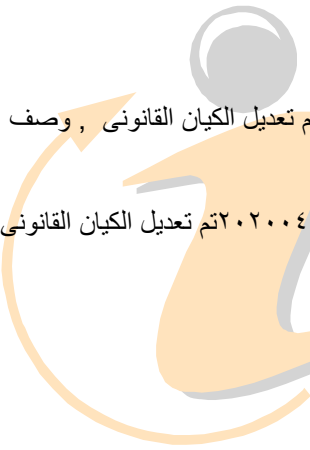 م تعديل الكيان القانونى , وصف
٢٠٢٠٠٤تم تعديل الكيان القانونى